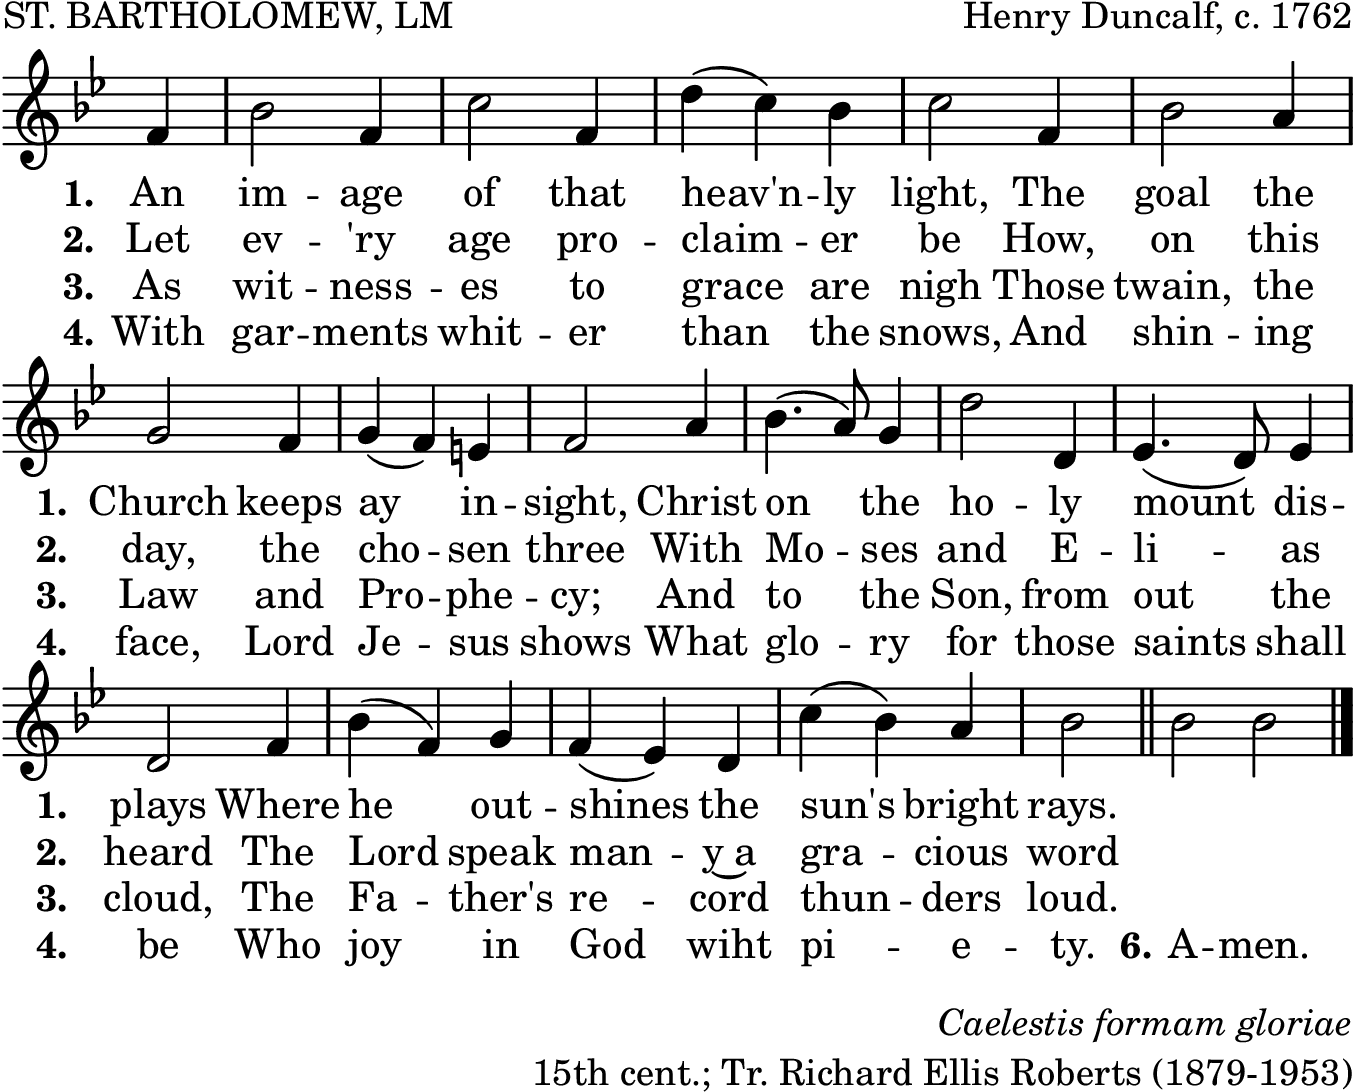 ST. BARTHOLOMEW, LM Henry Duncalf, c. 1762
1. An im - age of that heav'n - ly light, The goal the
2. Let ev - 'ry age pro - claim - er be How, on this
3. As wit - ness - es to grace are nigh Those twain, the
4. With gar - ments whit - er than the snows, And shin - ing
1. Church keeps ay in - sight, Christ on the ho - ly mount dis -
2. day, the cho - sen three With Mo - ses and E - li - as
3. Law and Pro - phe - cy; And to the Son, from out the
4. face, Lord Je - sus shows What glo - ry for those saints shall
1. plays Where he out - shines the sun's bright rays.
2. heard The Lord speak man - y‿a gra - cious word
3. cloud, The Fa - ther's re - cord thun - ders loud.
4. be Who joy in God wiht pi - e - ty. 6. A - men.
Caelestis formam gloriae
15th cent.; Tr. Richard Ellis Roberts (1879-1953)